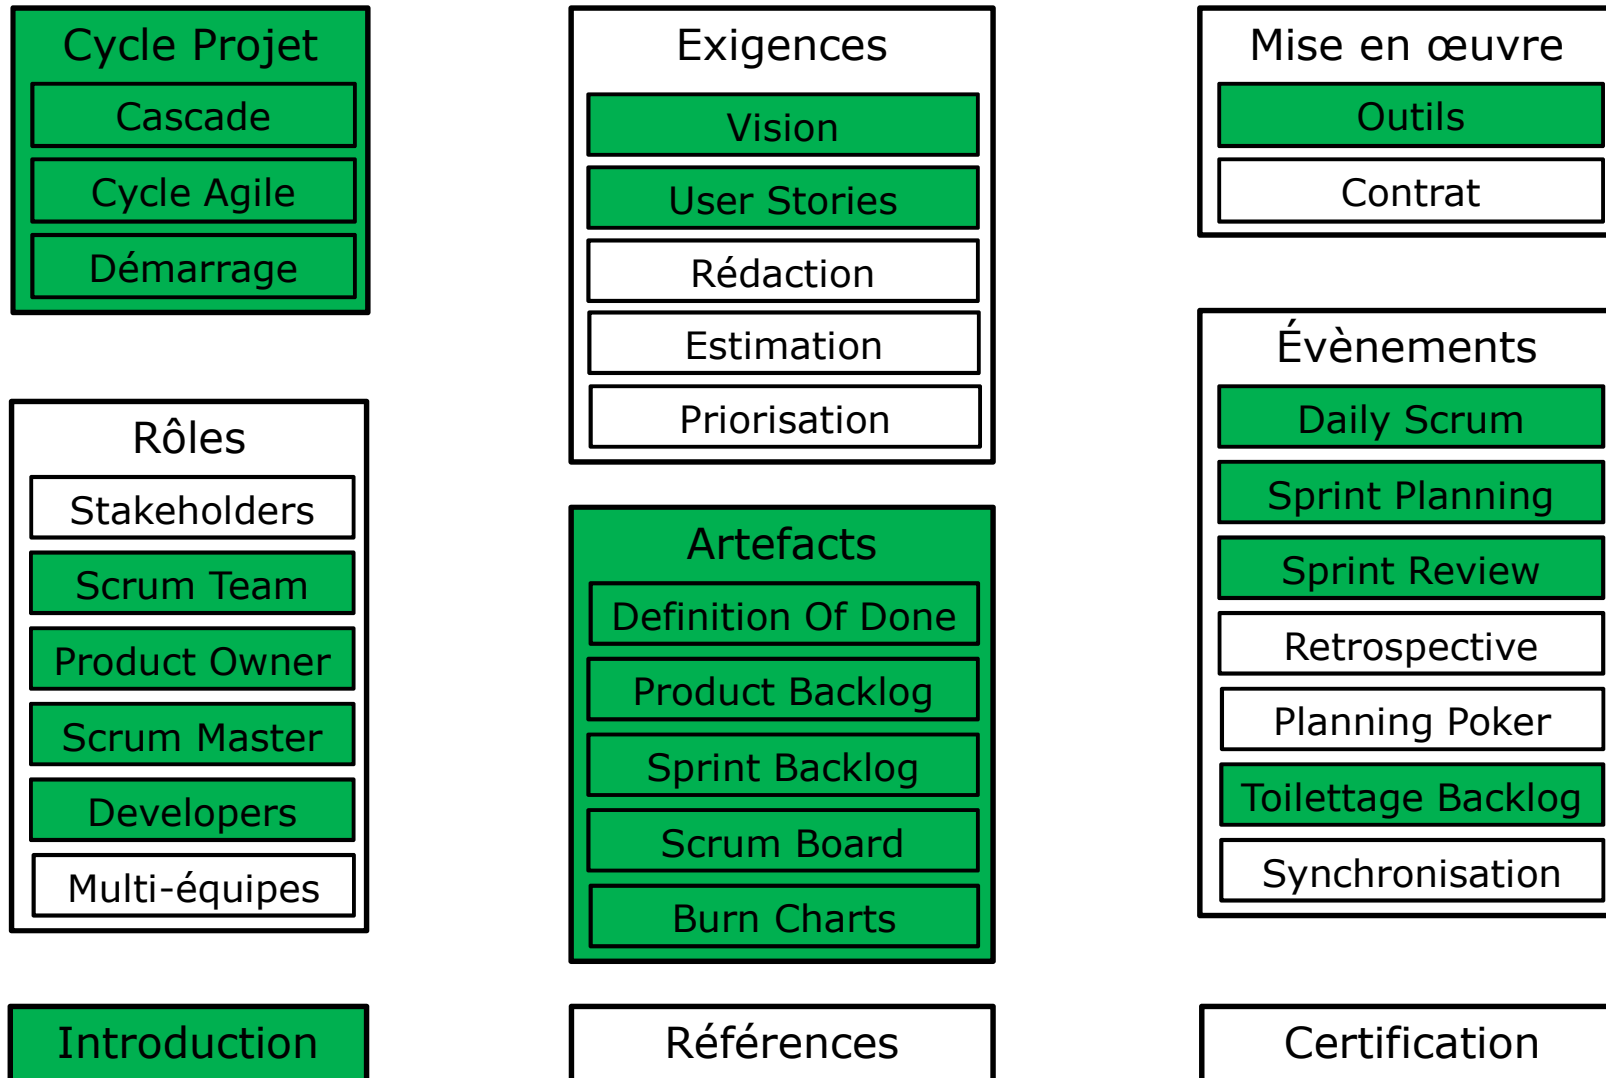 Cycle Projet
Cascade
Cycle Agile
Démarrage
Rôles
Stakeholders
Scrum Team
Product Owner
Scrum Master
Developers
Multi-équipes
Introduction
Exigences
Vision
User Stories
Rédaction
Estimation
Priorisation
Artefacts
Definition Of Done
Product Backlog
Sprint Backlog
Scrum Board
Burn Charts
Références
Mise en œuvre
Outils
Contrat
Évènements
Daily Scrum
Sprint Planning
Sprint Review
Retrospective
Planning Poker
Toilettage Backlog
Synchronisation
Certification